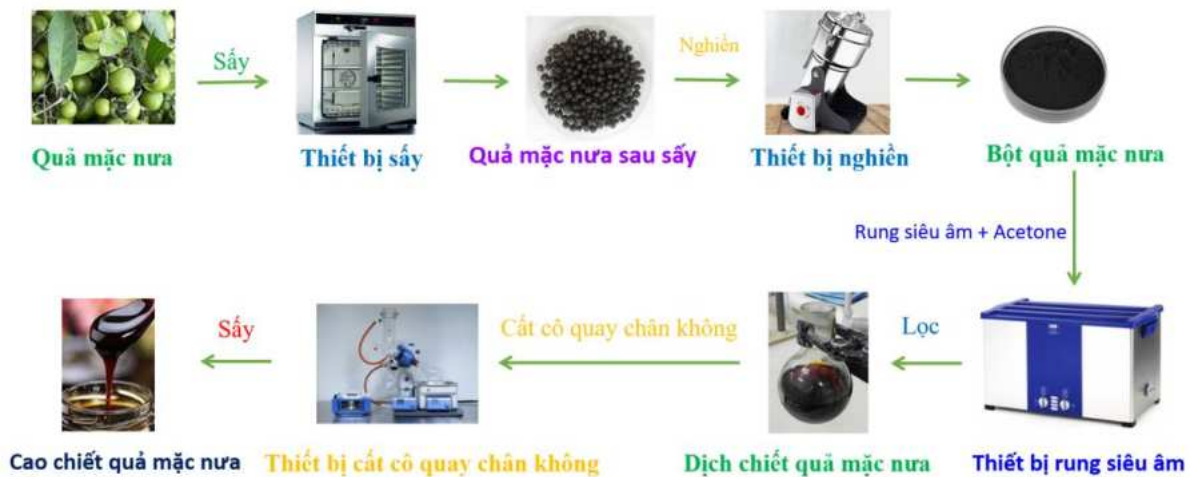 Sấy
Nghiền
Quả mặc nưa
Thiết bị sấy
Quả mặc nưa sau sấy
Thiết bị nghiền
Bột quả mặc nưa
Rung siêu âm + Acetone
Sấy
Cất cô quay chân không
Lọc
Cao chiết quả mặc nưa
Thiết bị cất cô quay chân không
Dịch chiết quả mặc nưa
Thiết bị rung siêu âm